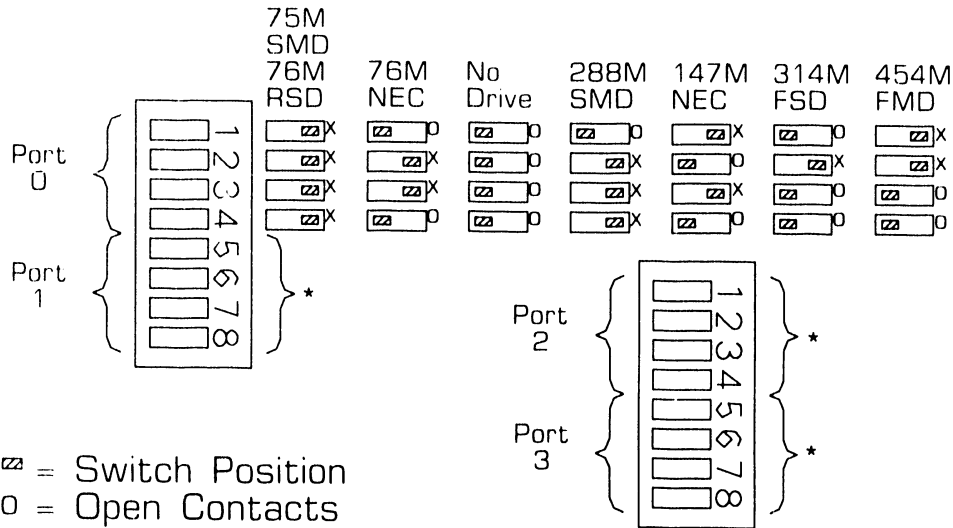 75M
SMD
76M 76M No 288M 147M 314M 454M
RSD NEC Drive SMD NEC FSD FMD
Port
0
1 X O O O X O X
2 X X O X O X X
3 X X O X X O O
4 X O O X O O O
Port
1
5
6
7
8
*
Port
2
1
2
3
4
*
Port
3
5
6
7
8
*
= Switch Position
O = Open Contacts